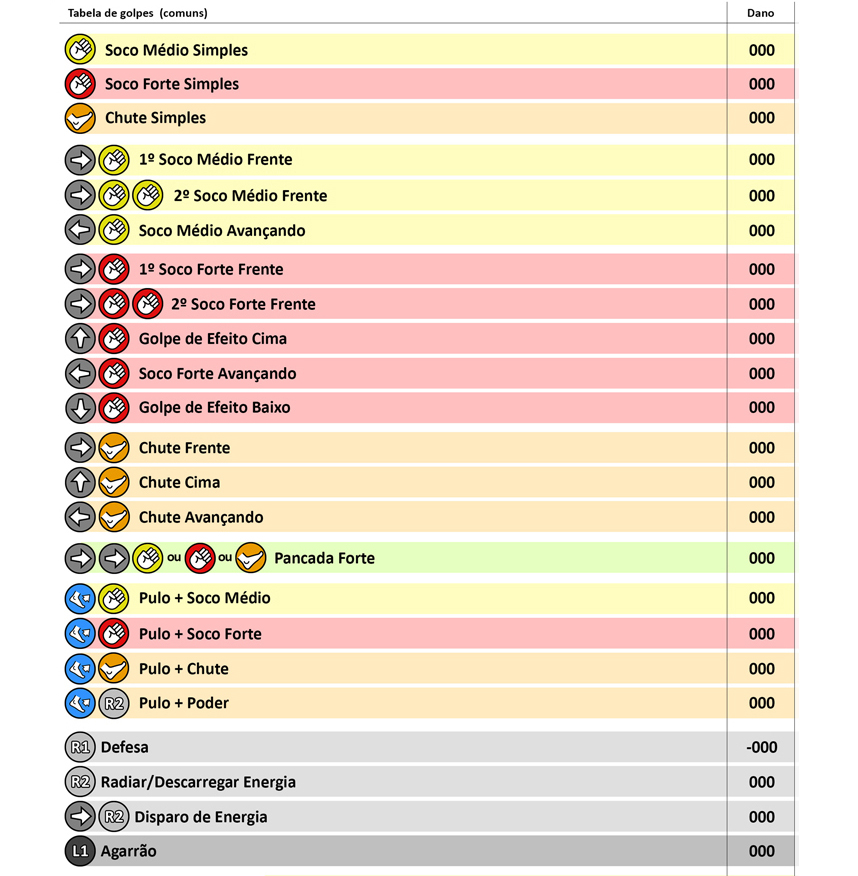 Tabela de golpes (comuns) Dano
Soco Médio Simples 000
Soco Forte Simples 000
Chute Simples 000
1º Soco Médio Frente 000
2º Soco Médio Frente 000
Soco Médio Avançando 000
1º Soco Forte Frente 000
2º Soco Forte Frente 000
Golpe de Efeito Cima 000
Soco Forte Avançando 000
Golpe de Efeito Baixo 000
Chute Frente 000
Chute Cima 000
Chute Avançando 000
ou ou Pancada Forte 000
Pulo + Soco Médio 000
Pulo + Soco Forte 000
Pulo + Chute 000
R2 Pulo + Poder 000
R1 Defesa -000
R2 Radiar/Descarregar Energia 000
R2 Disparo de Energia 000
L1 Agarrão 000